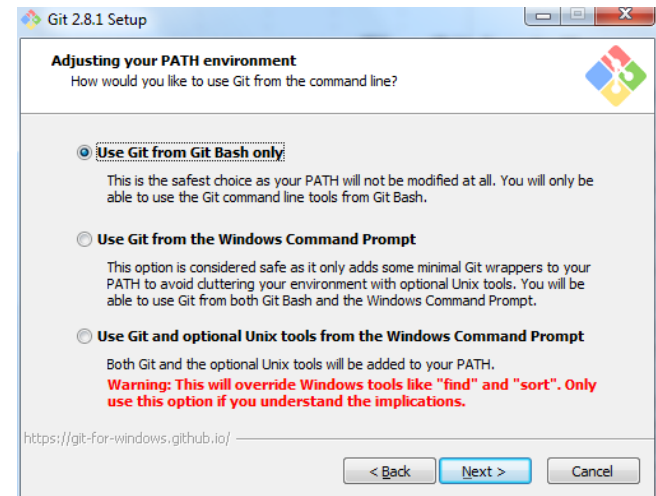 Git 2.8.1 Setup
Adjusting your PATH environment
How would you like to use Git from the command line?
Use Git from Git Bash only
This is the safest choice as your PATH will not be modified at all. You will only be
able to use the Git command line tools from Git Bash.
Use Git from the Windows Command Prompt
This option is considered safe as it only adds some minimal Git wrappers to your
PATH to avoid cluttering your environment with optional Unix tools. You will be
able to use Git from both Git Bash and the Windows Command Prompt.
Use Git and optional Unix tools from the Windows Command Prompt
Both Git and the optional Unix tools will be added to your PATH.
Warning: This will override Windows tools like "find" and "sort". Only
use this option if you understand the implications.
https://git-for-windows.github.io/
< Back Next > Cancel